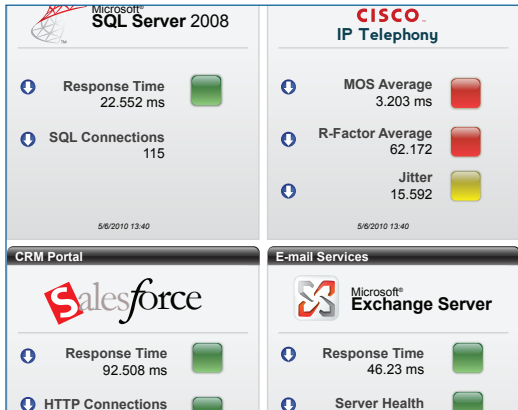 Microsoft®
SQL Server 2008
Response Time
22.552 ms
SQL Connections
115
5/6/2010 13:40
CISCO
IP Telephony
MOS Average
3.203 ms
R-Factor Average
62.172
Jitter
15.592
5/6/2010 13:40
CRM Portal
Salesforce
Response Time
92.508 ms
HTTP Connections
E-mail Services
Microsoft®
Exchange Server
Response Time
46.23 ms
Server Health